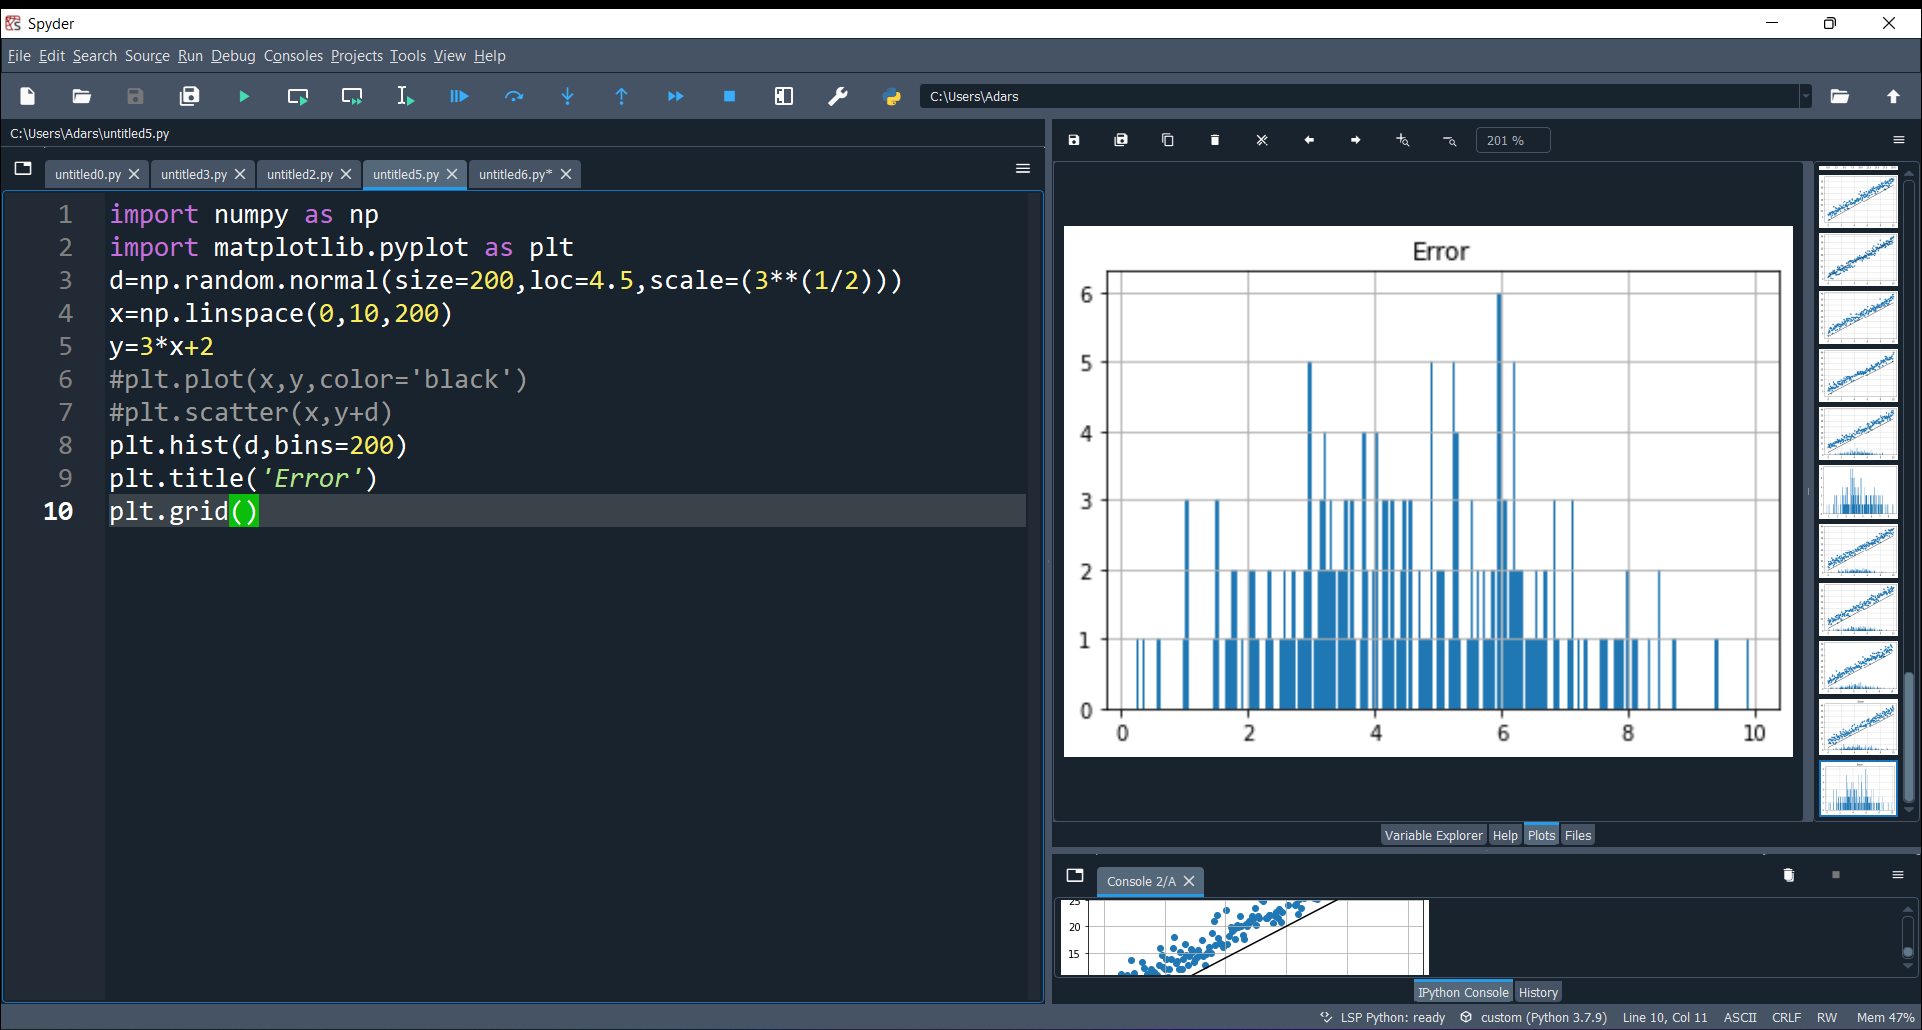 Spyder
File Edit Search Source Run Debug Consoles Projects Tools View Help
C:\Users\Adars
C:\Users\Adars\untitled5.py
untitled0.py untitled3.py untitled2.py untitled5.py untitled6.py*
1 import numpy as np
2 import matplotlib.pyplot as plt
3 d=np.random.normal(size=200,loc=4.5,scale=(3**(1/2)))
4 x=np.linspace(0,10,200)
5 y=3*x+2
6 #plt.plot(x,y,color='black')
7 #plt.scatter(x,y+d)
8 plt.hist(d,bins=200)
9 plt.title('Error')
10 plt.grid()
201 %
Error
6
5
4
3
2
1
0
0 2 4 6 8 10
Variable Explorer Help Plots Files
Console 2/A
25
20
15
IPython Console History
LSP Python: ready custom (Python 3.7.9) Line 10, Col 11 ASCII CRLF RW Mem 47%